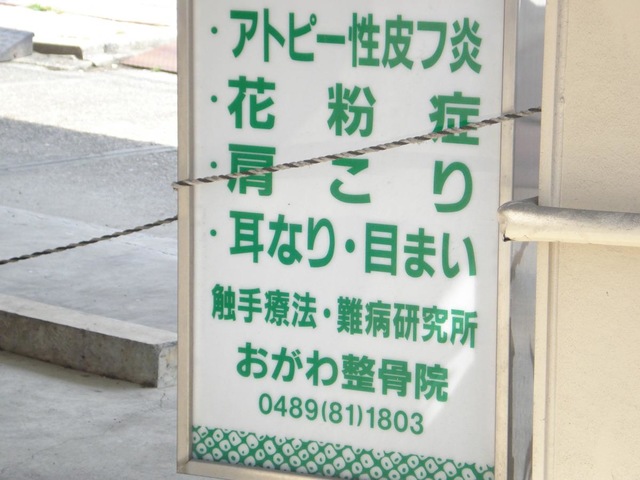 ・アトピー性皮フ炎
・花粉症
・肩こり
・耳なり・目まい
触手療法・難病研究所
おがわ整骨院
0489(81)1803